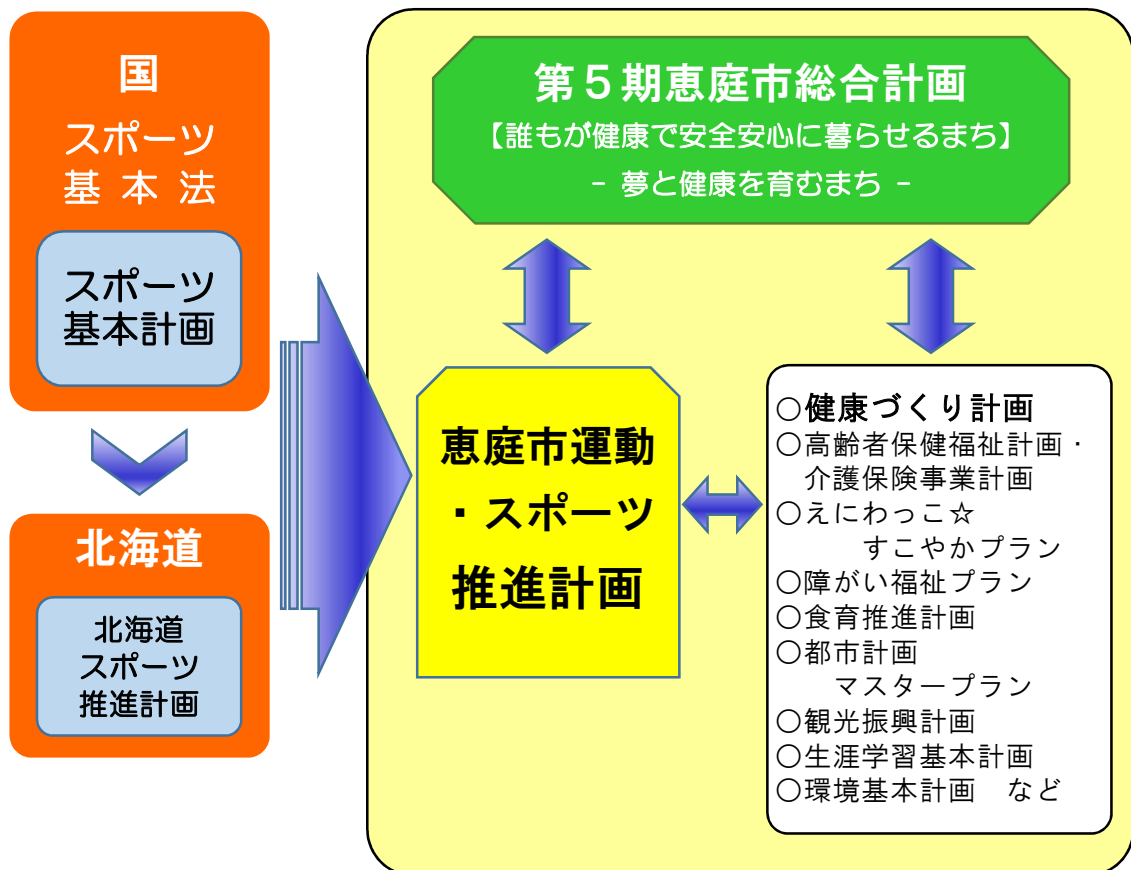 国
スポーツ
基 本 法
スポーツ
基本計画
北海道
北海道
スポーツ
推進計画
第５期恵庭市総合計画
【誰もが健康で安全安心に暮らせるまち】
- 夢と健康を育むまち -
恵庭市運動
・スポーツ
推進計画
○健康づくり計画
○高齢者保健福祉計画・
介護保険事業計画
○えにわっこ☆
すこやかプラン
○障がい福祉プラン
○食育推進計画
○都市計画
マスタープラン
○観光振興計画
○生涯学習基本計画
○環境基本計画　など